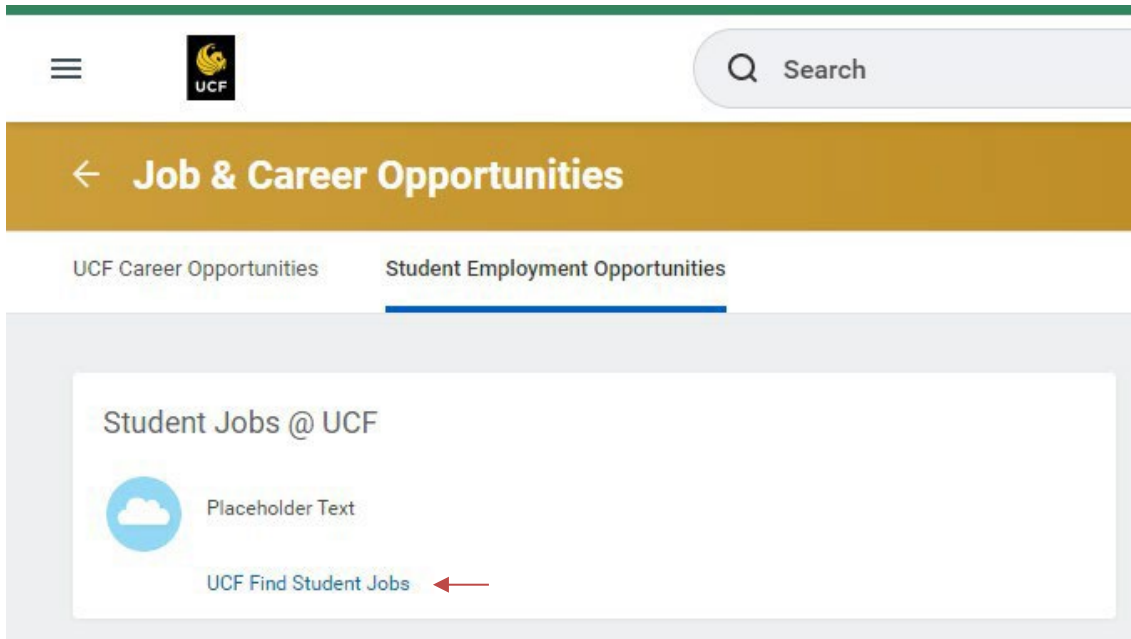 UCF
Search
Job & Career Opportunities
UCF Career Opportunities
Student Employment Opportunities
Student Jobs @ UCF
Placeholder Text
UCF Find Student Jobs